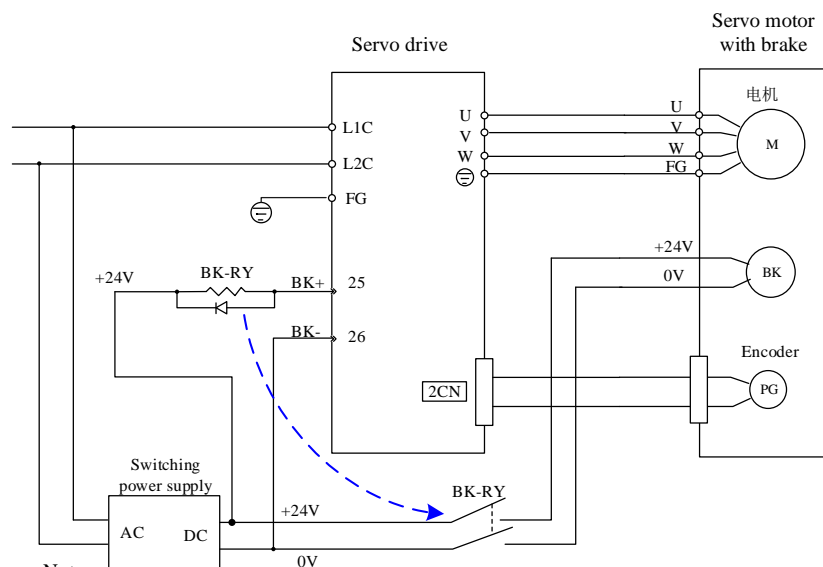 Servo motor
with brake
Servo drive
电机
U
U
V
V
L1C
M
W
W
L2C
FG
FG
+24V
+24V
BK-RY
BK+
25
0V
BK
BK-
26
Encoder
2CN
PG
Switching
power supply
BK-RY
+24V
AC
DC
0V